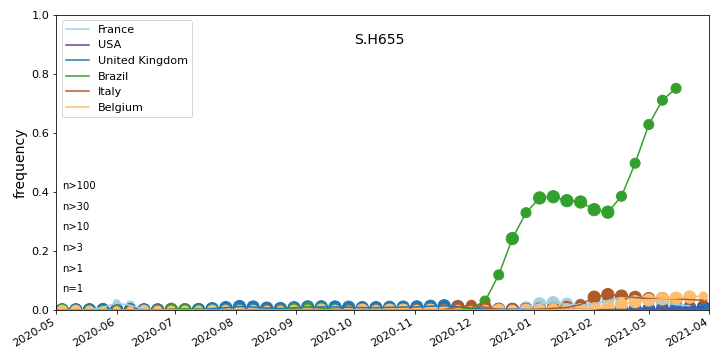 S.H655
France
USA
United Kingdom
Brazil
Italy
Belgium
frequency
1.0
0.8
0.6
0.4
0.2
0.0
n>100
n>30
n>10
n>3
n>1
n=1
2020-05
2020-06
2020-07
2020-08
2020-09
2020-10
2020-11
2020-12
2021-01
2021-02
2021-03
2021-04